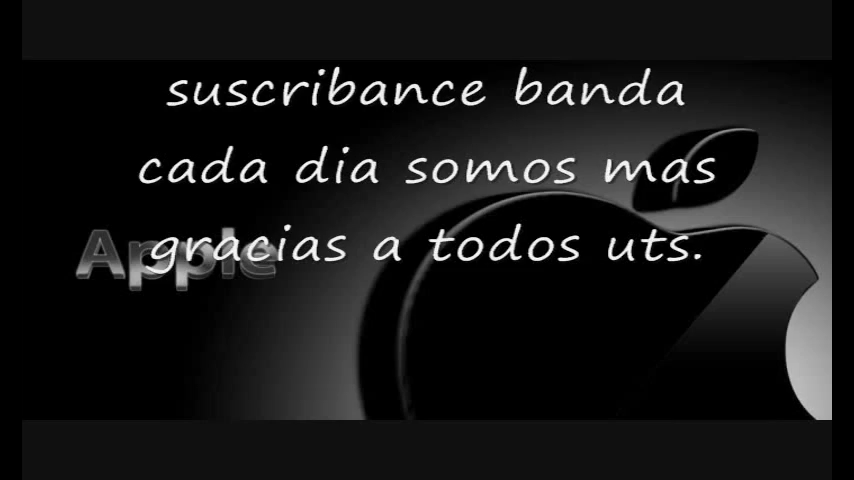 suscribance banda
cada dia somos mas
gracias a todos uts.
Apple